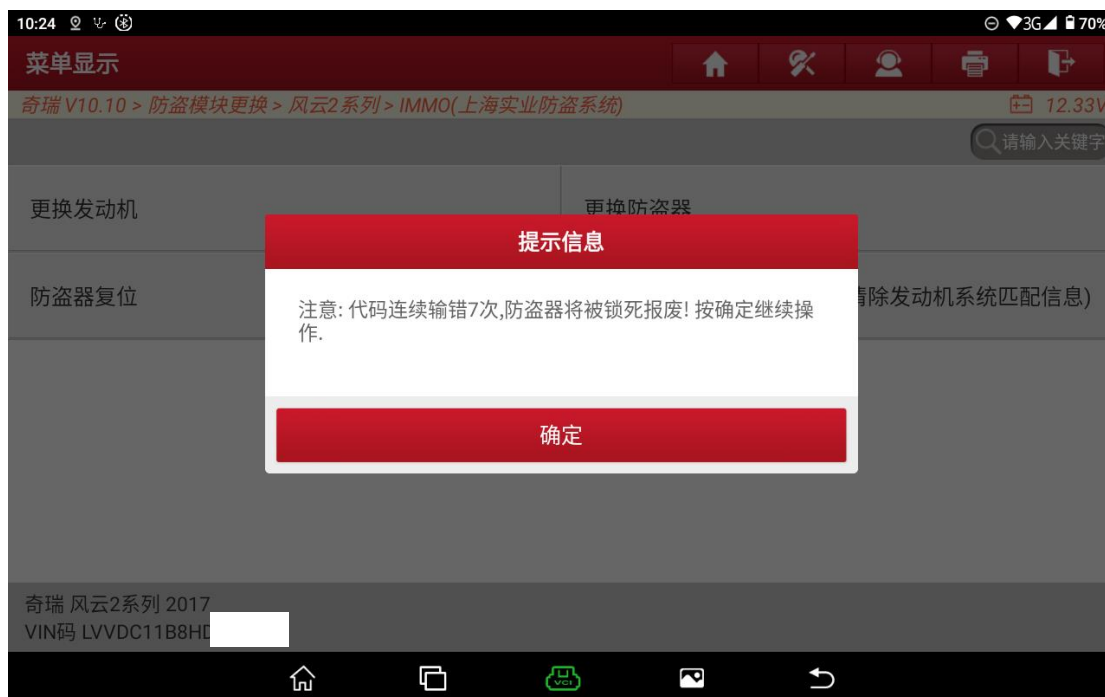 10:24
3G 70%
菜单显示
奇瑞 V10.10 > 防盗模块更换 > 风云2系列 > IMMO(上海实业防盗系统)
12.33V
请输入关键字
更换发动机
更换防盗器
提示信息
防盗器复位
清除发动机系统匹配信息)
注意: 代码连续输错7次,防盗器将被锁死报废! 按确定继续操
作.
确定
奇瑞 风云2系列 2017
VIN码 LVVDC11B8HD
VCI